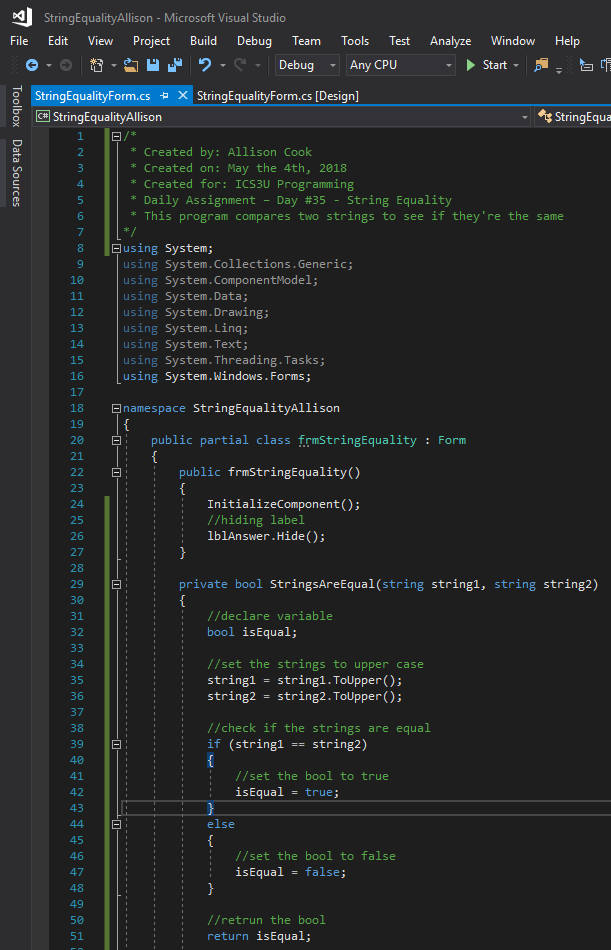 StringEqualityAllison - Microsoft Visual Studio
File Edit View Project Build Debug Team Tools Test Analyze Window Help
Debug Any CPU Start
Toolbox
Data Sources
StringEqualityForm.cs StringEqualityForm.cs [Design]
C# StringEqualityAllison StringEqua
1 /*
2 * Created by: Allison Cook
3 * Created on: May the 4th, 2018
4 * Created for: ICS3U Programming
5 * Daily Assignment – Day #35 - String Equality
6 * This program compares two strings to see if they're the same
7 */
8 using System;
9 using System.Collections.Generic;
10 using System.ComponentModel;
11 using System.Data;
12 using System.Drawing;
13 using System.Linq;
14 using System.Text;
15 using System.Threading.Tasks;
16 using System.Windows.Forms;
17
18 namespace StringEqualityAllison
19 {
20 public partial class frmStringEquality : Form
21 {
22 public frmStringEquality()
23 {
24 InitializeComponent();
25 //hiding label
26 lblAnswer.Hide();
27 }
28
29 private bool StringsAreEqual(string string1, string string2)
30 {
31 //declare variable
32 bool isEqual;
33
34 //set the strings to upper case
35 string1 = string1.ToUpper();
36 string2 = string2.ToUpper();
37
38 //check if the strings are equal
39 if (string1 == string2)
40 {
41 //set the bool to true
42 isEqual = true;
43 }
44 else
45 {
46 //set the bool to false
47 isEqual = false;
48 }
49
50 //retrun the bool
51 return isEqual;